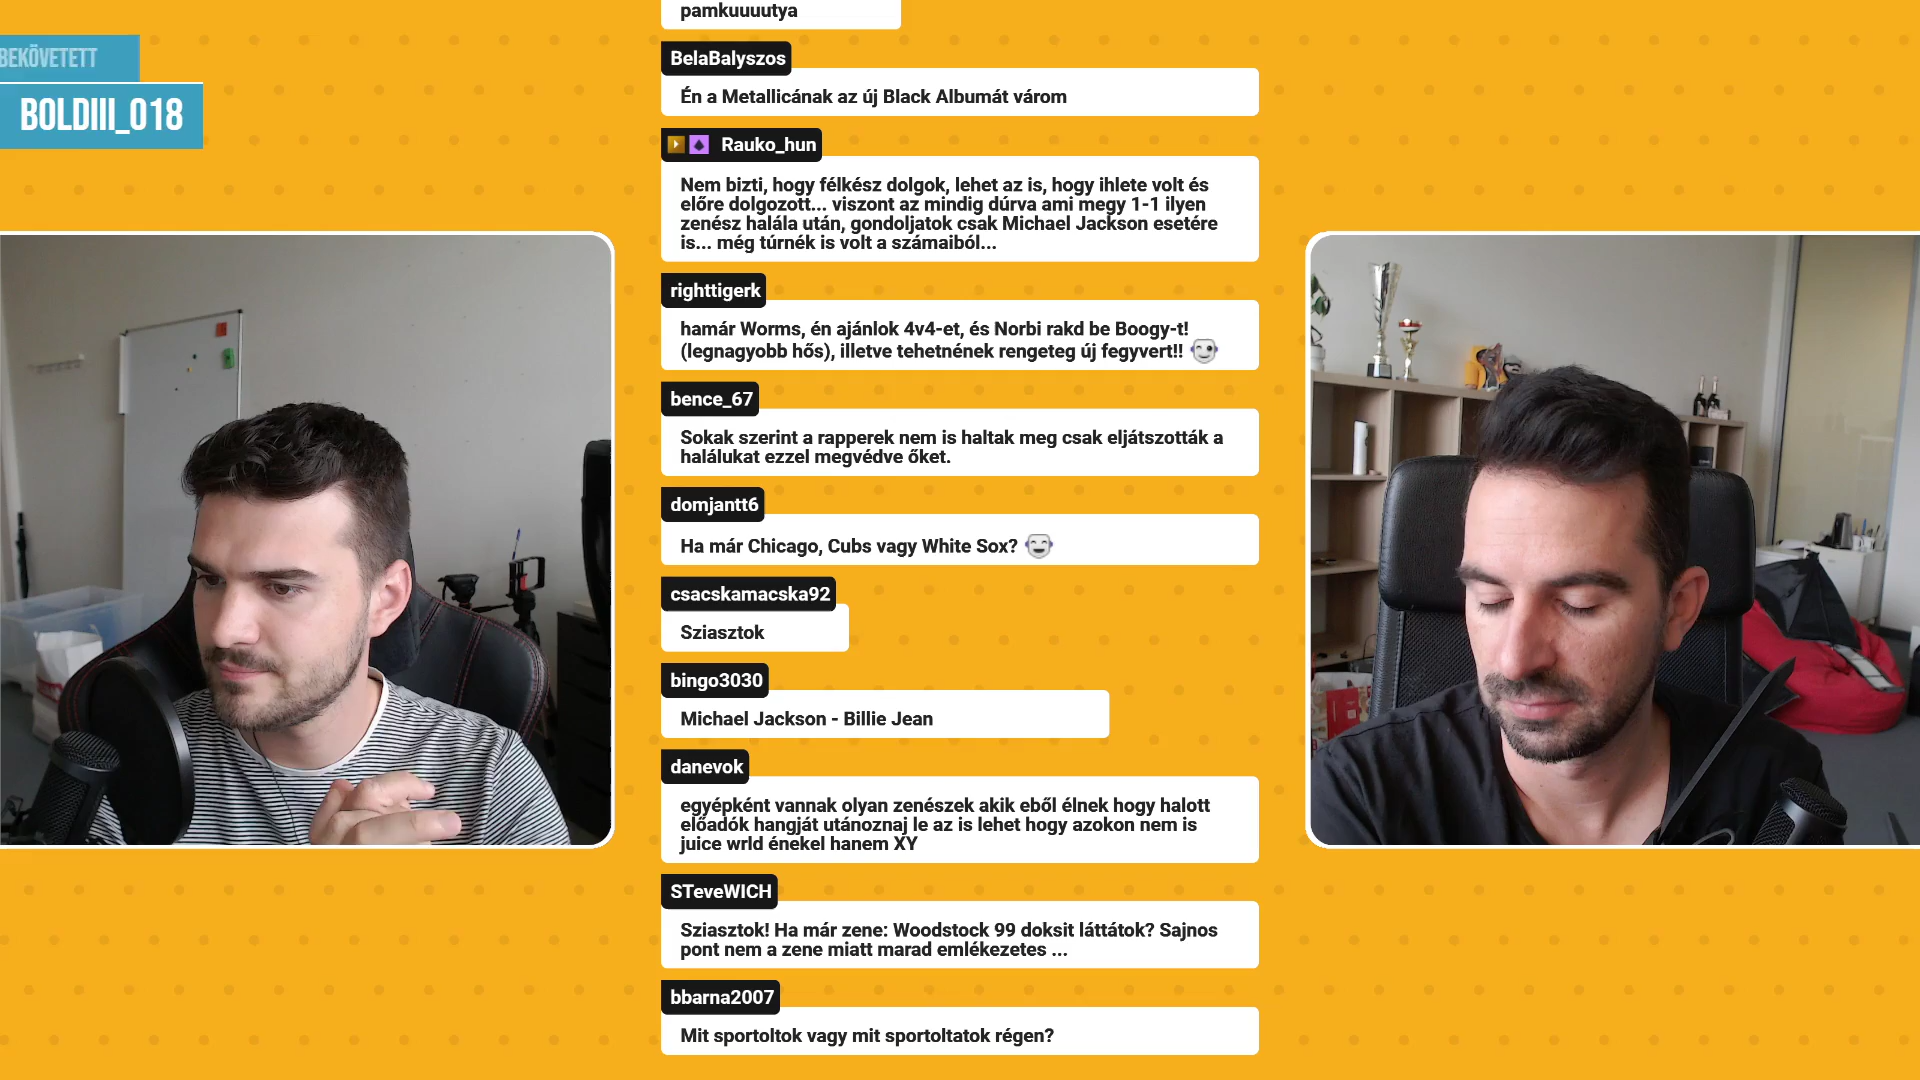 BEKÖVETETT
BOLDIII_018
pamkuuuutya
BelaBalyszos
Én a Metallicának az új Black Albumát várom
Rauko_hun
Nem bizti, hogy félkész dolgok, lehet az is, hogy ihlete volt és
előre dolgozott... viszont az mindig dúrva ami megy 1-1 ilyen
zenész halála után, gondoljatok csak Michael Jackson esetére
is... még túrnék is volt a számaiból...
righttigerk
hamár Worms, én ajánlok 4v4-et, és Norbi rakd be Boogy-t!
(legnagyobb hős), illetve tehetnének rengeteg új fegyvert!!
bence_67
Sokak szerint a rapperek nem is haltak meg csak eljátszották a
halálukat ezzel megvédve őket.
domjantt6
Ha már Chicago, Cubs vagy White Sox?
csacskamacska92
Sziasztok
bingo3030
Michael Jackson - Billie Jean
danevok
egyépként vannak olyan zenészek akik eből élnek hogy halott
előadók hangját utánoznaj le az is lehet hogy azokon nem is
juice wrld énekel hanem XY
STeveWICH
Sziasztok! Ha már zene: Woodstock 99 doksit láttátok? Sajnos
pont nem a zene miatt marad emlékezetes ...
bbarna2007
Mit sportoltok vagy mit sportoltatok régen?